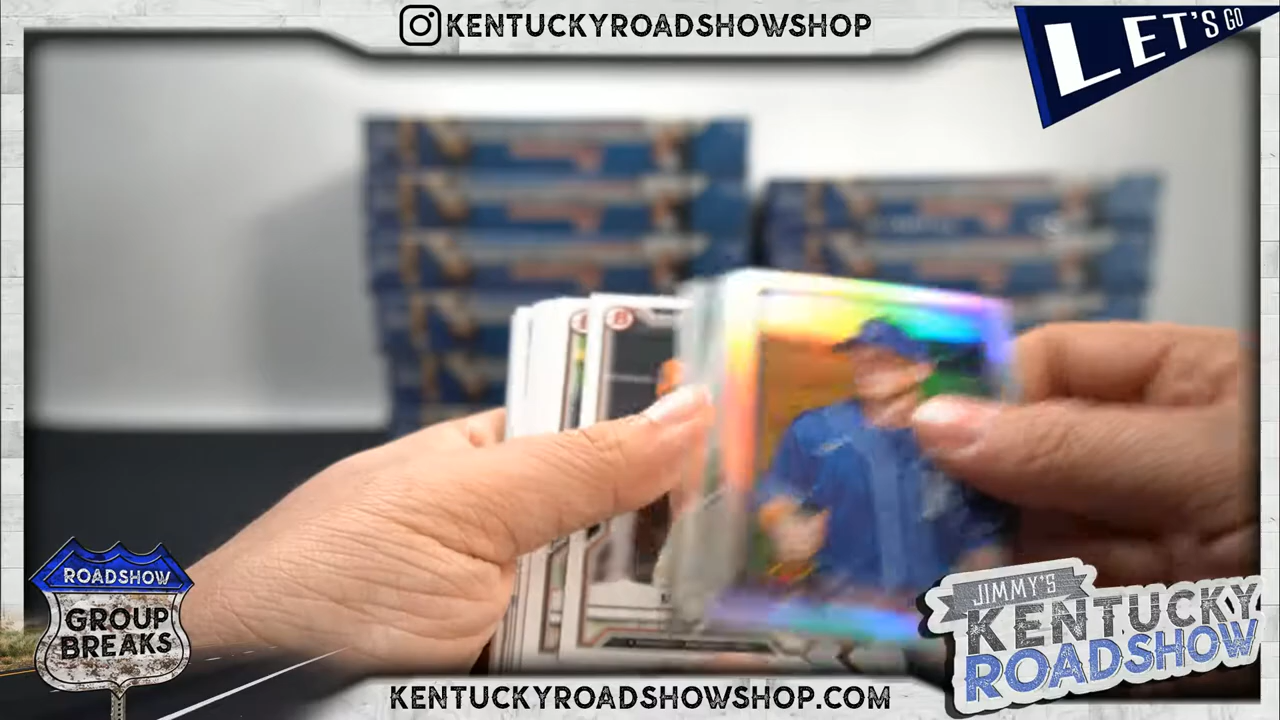 KENTUCKYROADSHOWSHOP
LET'S GO
B
ROADSHOW
GROUP
BREAKS
JIMMY'S
KENTUCKY
ROADSHOW
KENTUCKYROADSHOWSHOP.COM